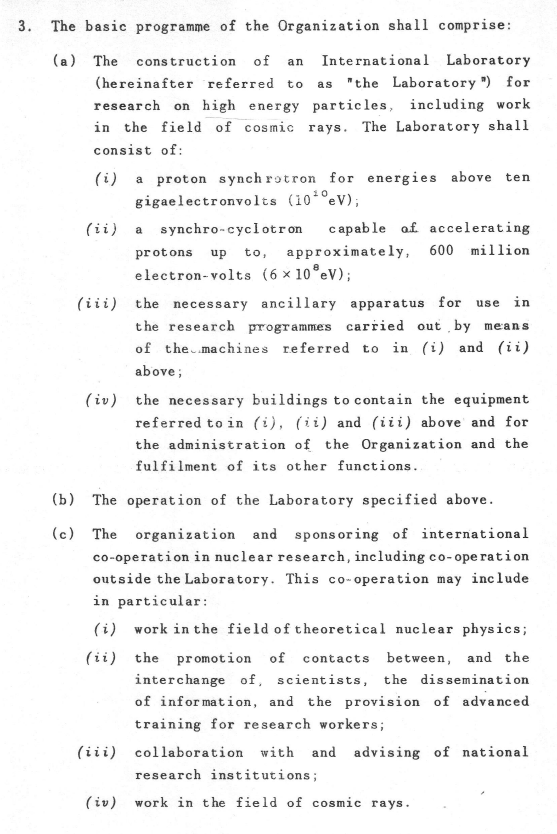 3. The basic programme of the Organization shall comprise:
(a) The construction of an International Laboratory
(hereinafter referred to as "the Laboratory") for
research on high energy particles, including work
in the field of cosmic rays. The Laboratory shall
consist of:
(i) a proton synchrotron for energies above ten
gigaelectronvolts (10¹⁰eV);
(ii) a synchro-cyclotron capable of accelerating
protons up to, approximately, 600 million
electron-volts (6 × 10⁸eV);
(iii) the necessary ancillary apparatus for use in
the research programmes carried out by means
of the machines referred to in (i) and (ii)
above;
(iv) the necessary buildings to contain the equipment
referred to in (i), (ii) and (iii) above and for
the administration of the Organization and the
fulfilment of its other functions.
(b) The operation of the Laboratory specified above.
(c) The organization and sponsoring of international
co-operation in nuclear research, including co-operation
outside the Laboratory. This co-operation may include
in particular:
(i) work in the field of theoretical nuclear physics;
(ii) the promotion of contacts between, and the
interchange of, scientists, the dissemination
of information, and the provision of advanced
training for research workers;
(iii) collaboration with and advising of national
research institutions;
(iv) work in the field of cosmic rays.